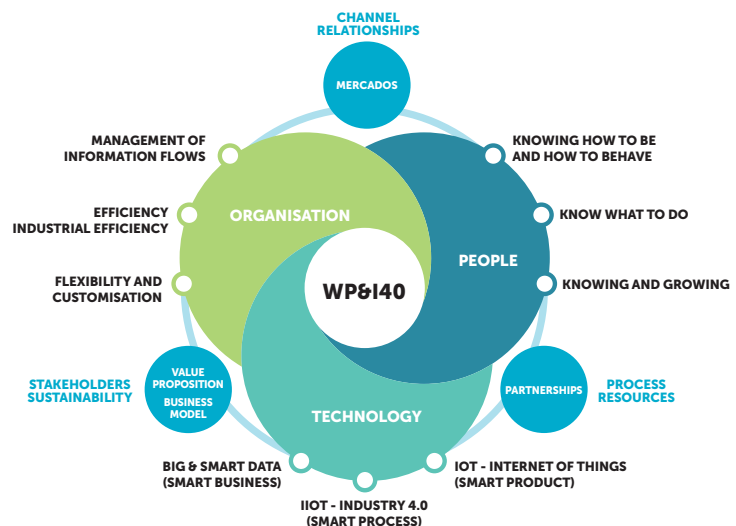 CHANNEL
RELATIONSHIPS
MERCADOS
MANAGEMENT OF
INFORMATION FLOWS
KNOWING HOW TO BE
AND HOW TO BEHAVE
EFFICIENCY
INDUSTRIAL EFFICIENCY
ORGANISATION
KNOW WHAT TO DO
PEOPLE
FLEXIBILITY AND
CUSTOMISATION
WP&I40
KNOWING AND GROWING
STAKEHOLDERS
SUSTAINABILITY
VALUE
PROPOSITION
BUSINESS
MODEL
PARTNERSHIPS
PROCESS
RESOURCES
TECHNOLOGY
BIG & SMART DATA
(SMART BUSINESS)
IIOT - INDUSTRY 4.0
(SMART PROCESS)
IOT - INTERNET OF THINGS
(SMART PRODUCT)